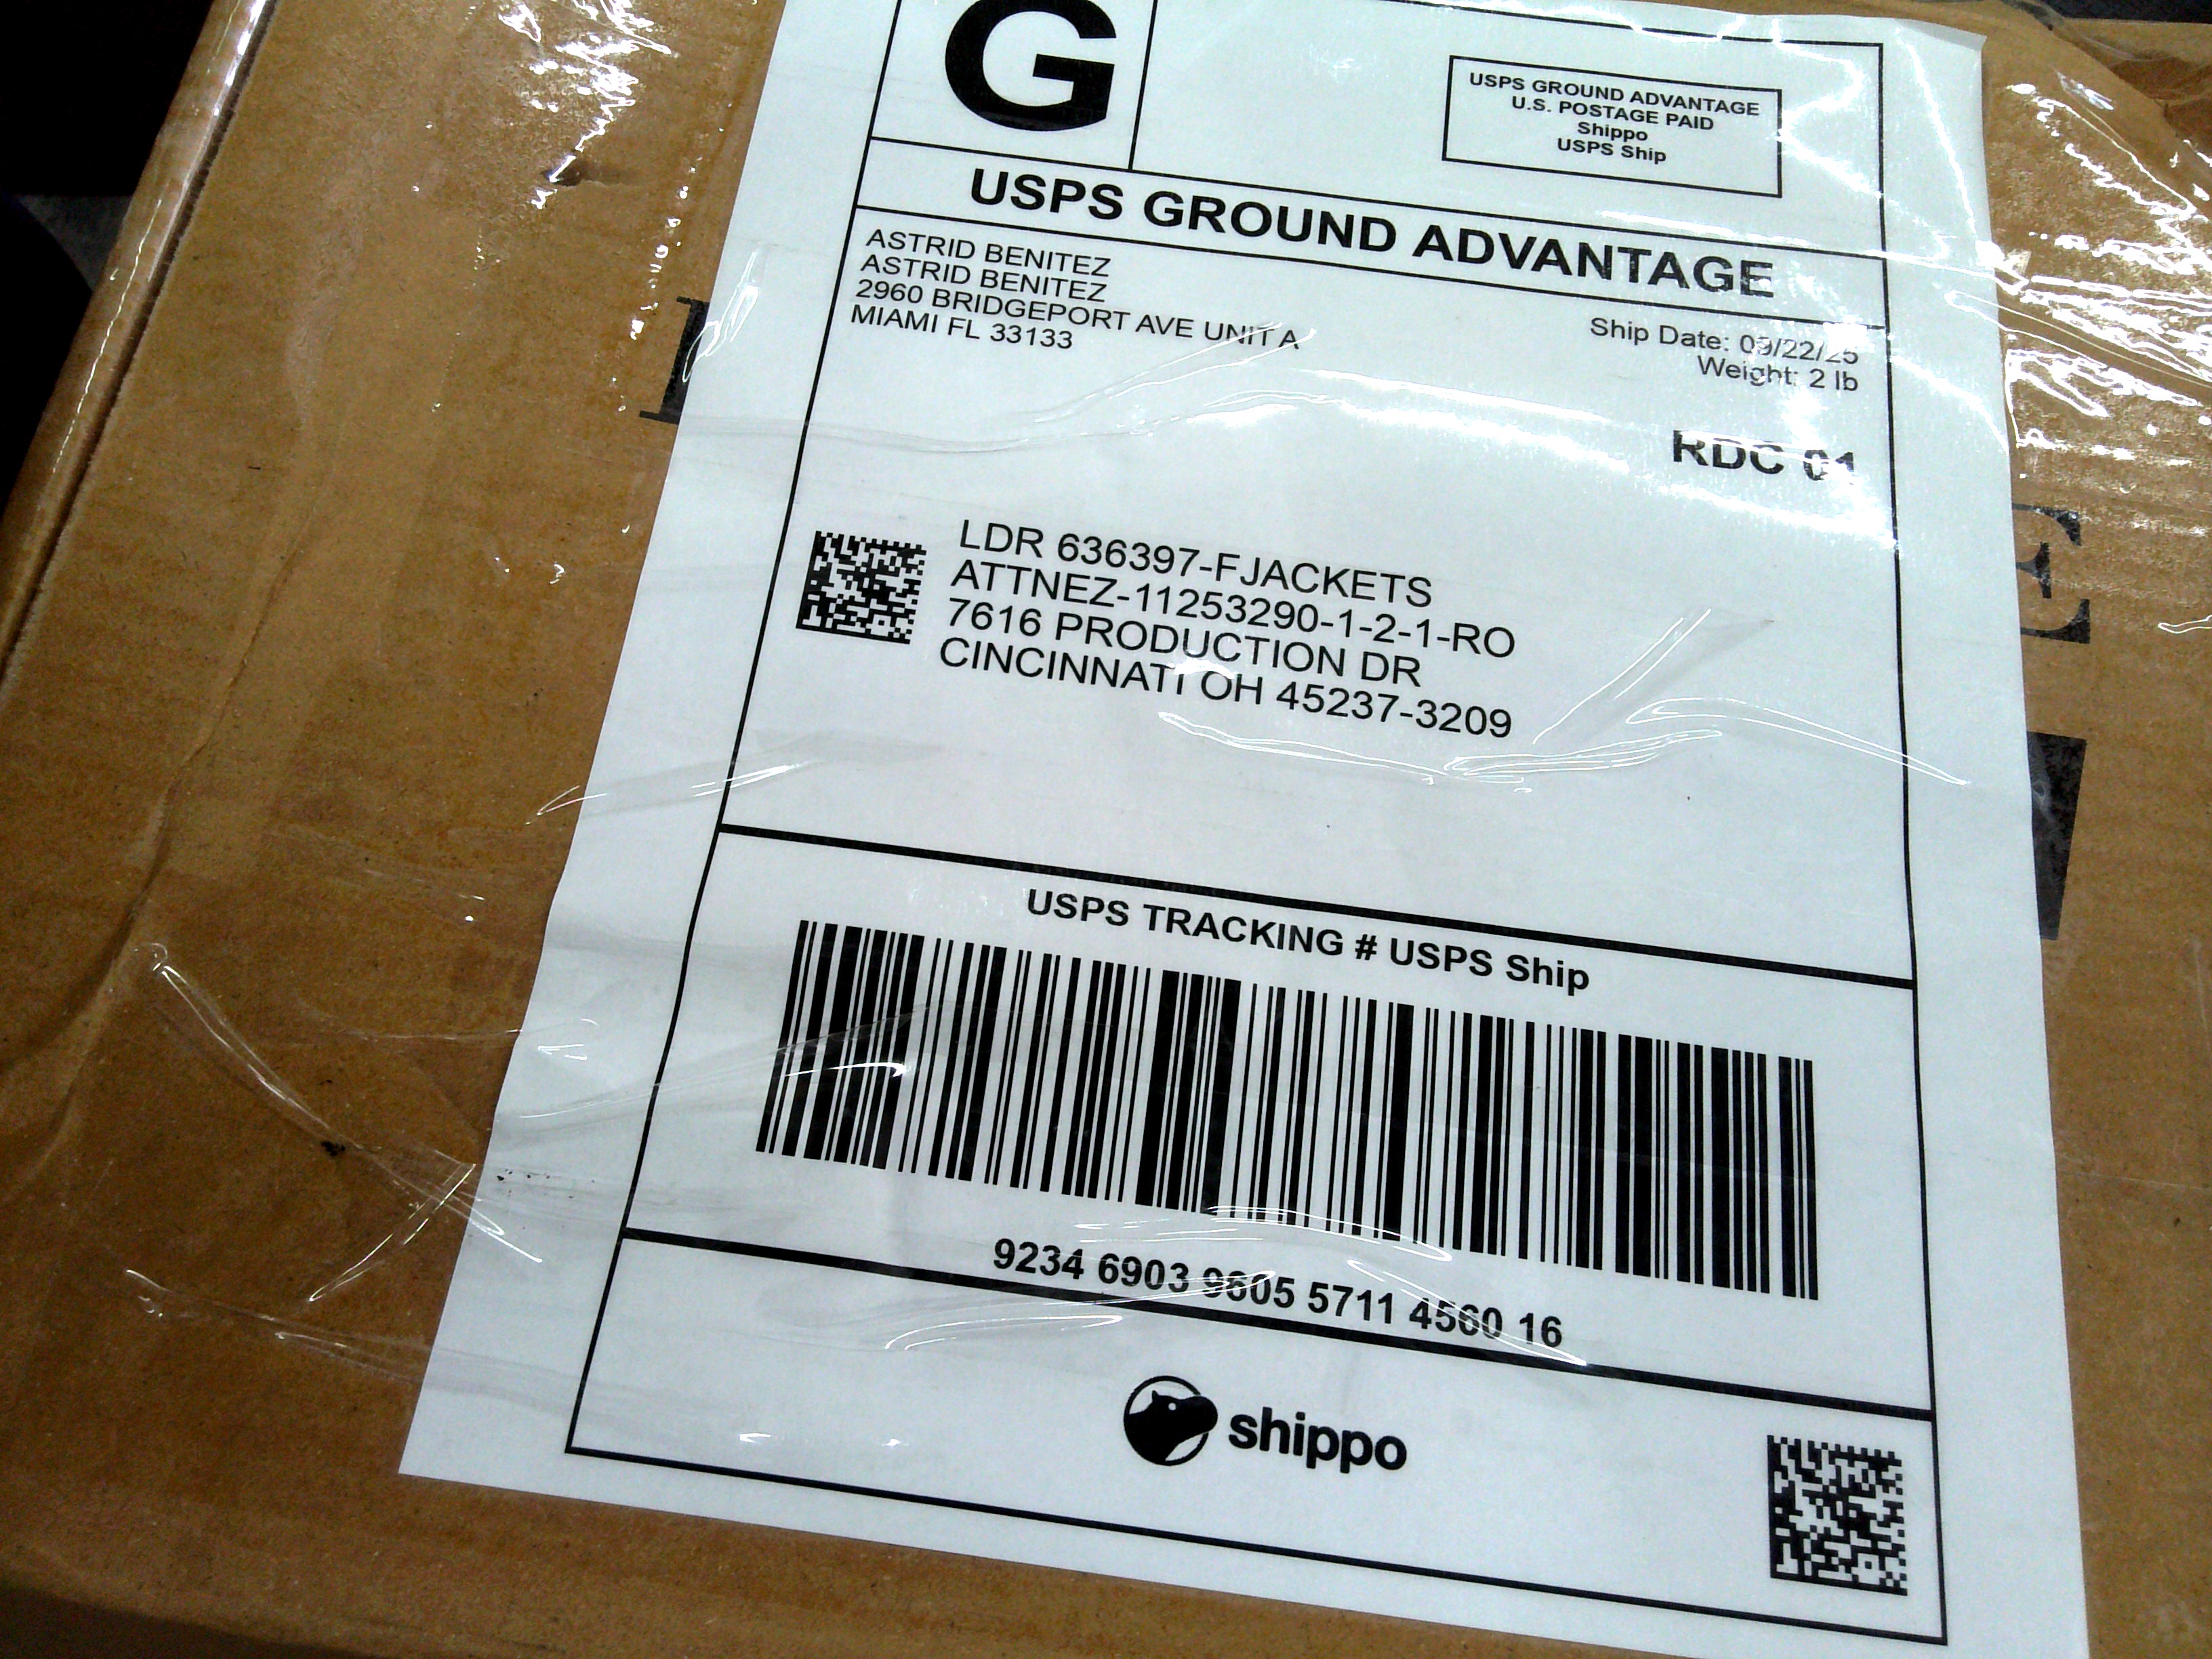 G
USPS GROUND ADVANTAGE
U.S. POSTAGE PAID
Shippo
USPS Ship
USPS GROUND ADVANTAGE
ASTRID BENITEZ
ASTRID BENITEZ
2960 BRIDGEPORT AVE UNIT A
MIAMI FL 33133
Ship Date: 09/22/25
Weight: 2 lb
RDC 01
LDR 636397-FJACKETS
ATTNEZ-11253290-1-2-1-RO
7616 PRODUCTION DR
CINCINNATI OH 45237-3209
USPS TRACKING # USPS Ship
9234 6903 9605 5711 4560 16
shippo